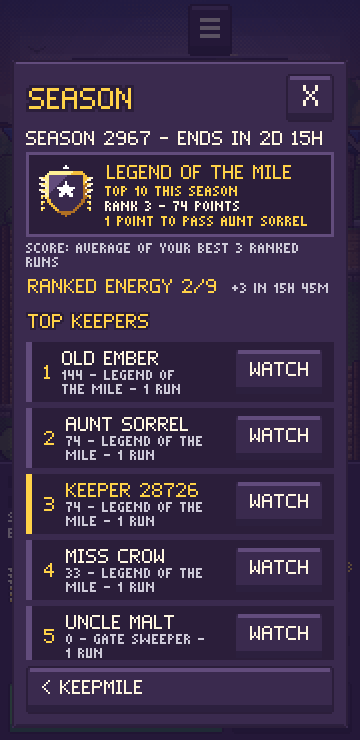 SEASON
X
SEASON 2967 - ENDS IN 2D 15H
LEGEND OF THE MILE
TOP 10 THIS SEASON
RANK 3 - 74 POINTS
1 POINT TO PASS AUNT SORREL
SCORE: AVERAGE OF YOUR BEST 3 RANKED
RUNS
RANKED ENERGY 2/9 +3 IN 15H 45M
TOP KEEPERS
1
OLD EMBER
144 - LEGEND OF
THE MILE - 1 RUN
WATCH
2
AUNT SORREL
74 - LEGEND OF THE
MILE - 1 RUN
WATCH
3
KEEPER 28726
74 - LEGEND OF THE
MILE - 1 RUN
WATCH
4
MISS CROW
33 - LEGEND OF THE
MILE - 1 RUN
WATCH
5
UNCLE MALT
0 - GATE SWEEPER -
1 RUN
WATCH
< KEEPMILE